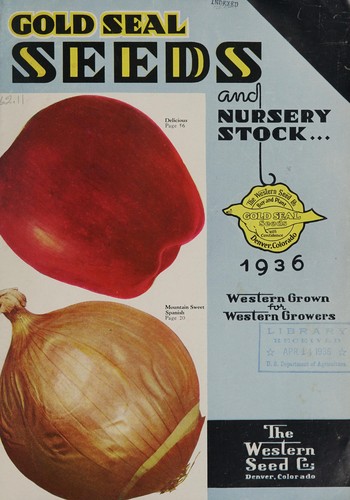 INDEXED
GOLD SEAL
SEEDS
62.11
and
NURSERY
STOCK...
Delicious
Page 56
The Western Seed Co.
GOLD SEAL
Seeds
Denver, Colorado
1936
Mountain Sweet
Spanish
Page 20
Western Grown
for
Western Growers
LIBRARY
RECEIVED
U. S. Department of Agriculture
The
Western
Seed Co.
Denver, Colorado